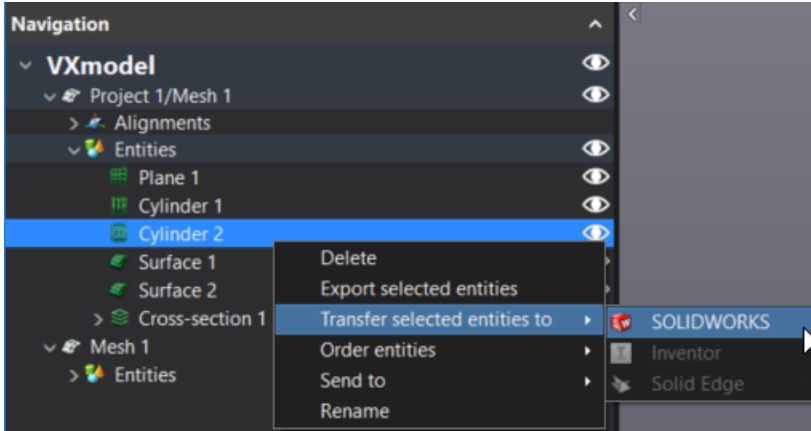 Navigation
VXmodel
Project 1/Mesh 1
Alignments
Entities
Plane 1
Cylinder 1
Cylinder 2
Surface 1
Surface 2
Cross-section 1
Mesh 1
Entities
Delete
Export selected entities
Transfer selected entities to
Order entities
Send to
Rename
SOLIDWORKS
Inventor
Solid Edge